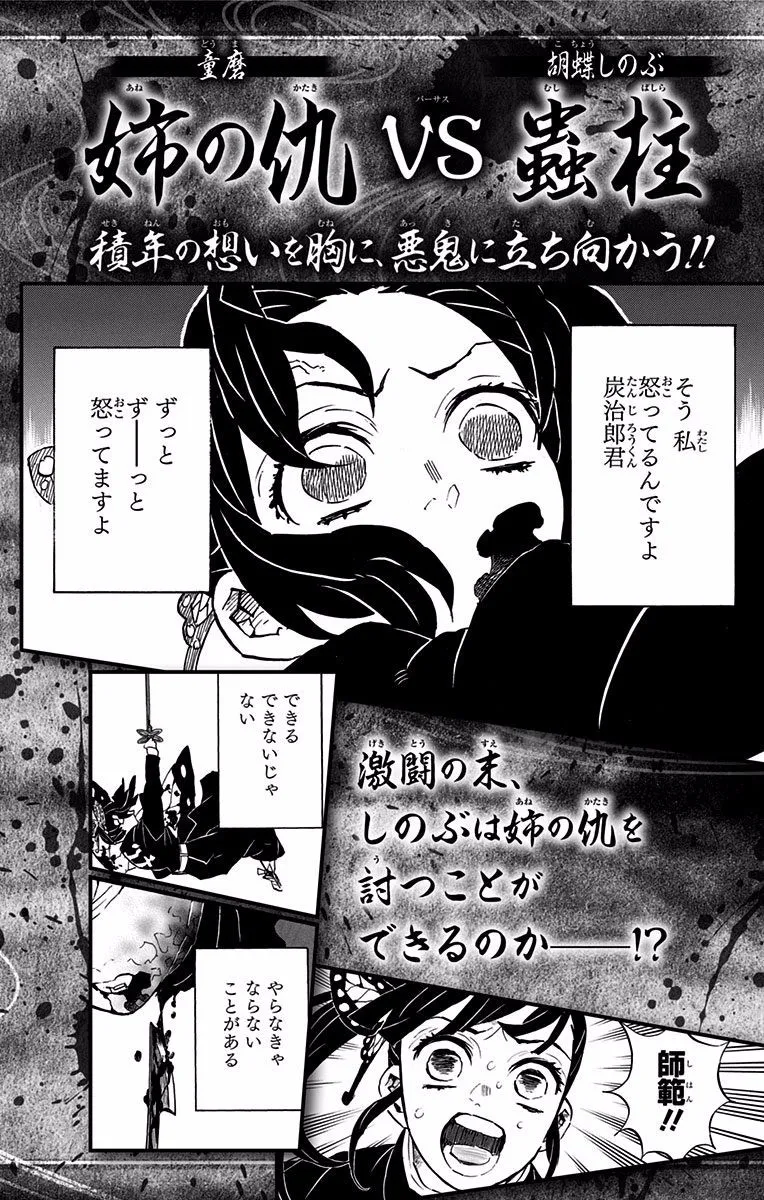 童磨
胡蝶しのぶ
姉の仇 VS 蟲柱
積年の想いを胸に、悪鬼に立ち向かう!!
そう 私
怒ってるんですよ
炭治郎君
ずっと
ずーっと
怒ってますよ
できる
できないじゃ
ない
激闘の末、
しのぶは姉の仇を
討つことが
できるのか――!?
やらなきゃ
ならない
ことがある
師範!!